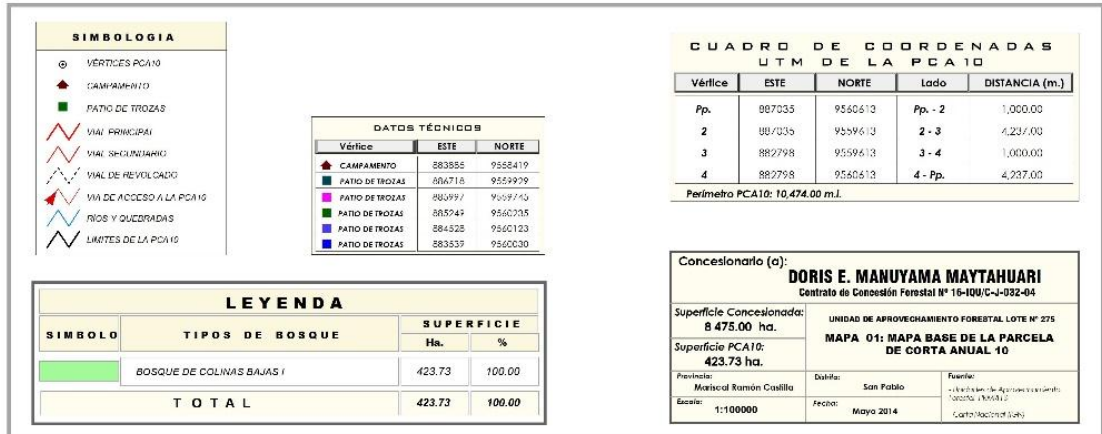 SIMBOLOGIA
VÉRTICES PCA10
CAMPAMENTO
PATIO DE TROZAS
VIAL PRINCIPAL
VIAL SECUNDARIO
VIAL DE REVOLCADO
VIA DE ACCESO A LA PCA10
RÍOS Y QUEBRADAS
LIMITES DE LA PCA10
DATOS TÉCNICOS
Vértice ESTE NORTE
CAMPAMENTO 883885 9558419
PATIO DE TROZAS 886718 9559929
PATIO DE TROZAS 885997 9559745
PATIO DE TROZAS 885249 9560235
PATIO DE TROZAS 884528 9560123
PATIO DE TROZAS 883539 9560030
CUADRO DE COORDENADAS
UTM DE LA PCA10
Vértice ESTE NORTE Lado DISTANCIA (m.)
Pp. 887035 9560613 Pp. - 2 1,000.00
2 887035 9559613 2 - 3 4,237.00
3 882798 9559613 3 - 4 1,000.00
4 882798 9560613 4 - Pp. 4,237.00
Perímetro PCA10: 10,474.00 m.l.
LEYENDA
SIMBOLO TIPOS DE BOSQUE SUPERFICIE
Ha. %
BOSQUE DE COLINAS BAJAS I 423.73 100.00
TOTAL 423.73 100.00
Concesionario (a):
DORIS E. MANUYAMA MAYTAHUARI
Contrato de Concesión Forestal Nº 16-IQU/C-J-032-04
Superficie Concesionada:
8 475.00 ha.
Superficie PCA10:
423.73 ha.
UNIDAD DE APROVECHAMIENTO FORESTAL LOTE Nº 275
MAPA 01: MAPA BASE DE LA PARCELA
DE CORTA ANUAL 10
Provincia:
Mariscal Ramón Castilla
Distrito:
San Pablo
Fuente:
- Unidades de Aprovechamiento
Forestal
Carta Nacional (IGN)
Escala:
1:100000
Fecha:
Mayo 2014